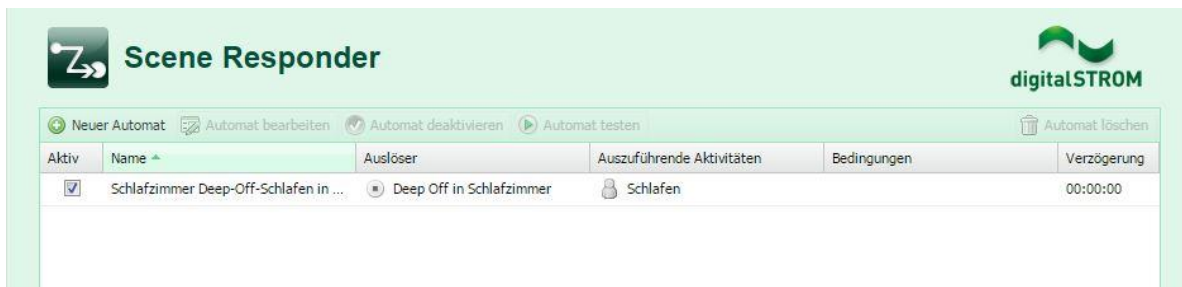 Scene Responder
digitalSTROM
Neuer Automat Automat bearbeiten Automat deaktivieren Automat testen Automat löschen
Aktiv Name Auslöser Auszuführende Aktivitäten Bedingungen Verzögerung
Schlafzimmer Deep-Off-Schlafen in ... Deep Off in Schlafzimmer Schlafen 00:00:00